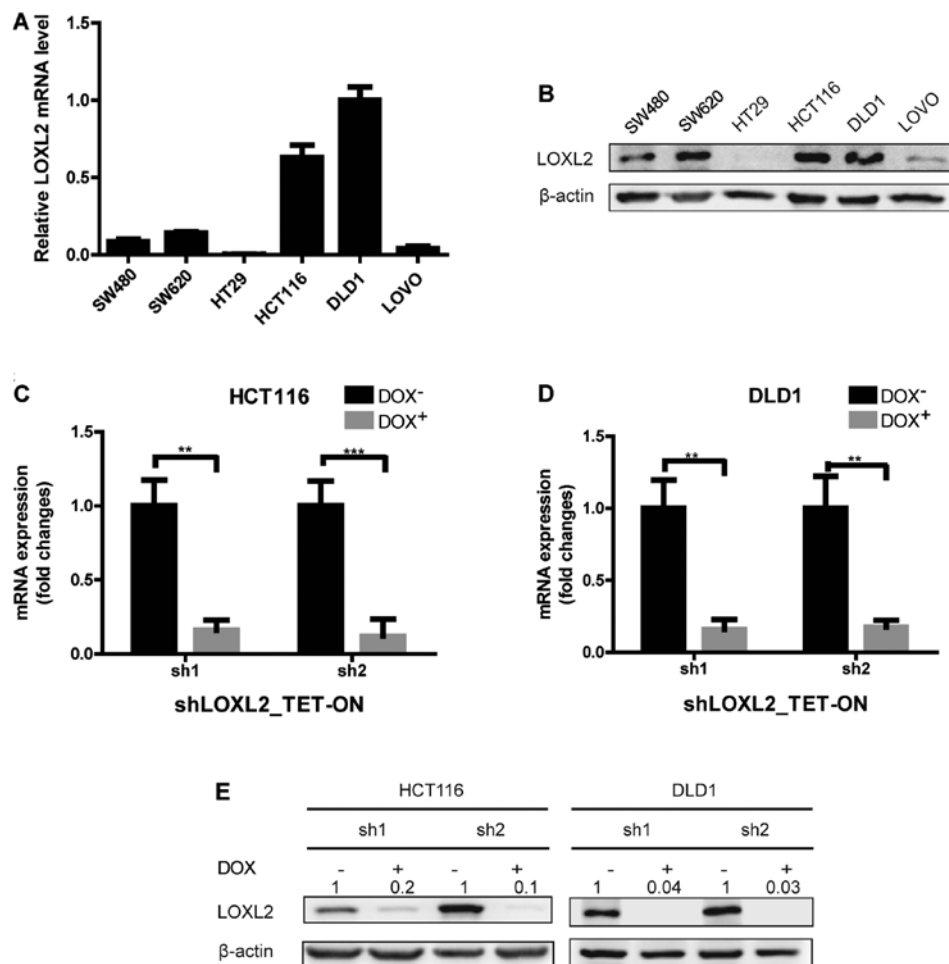 A
Relative LOXL2 mRNA level
1.5
1.0
0.5
0.0
SW480
SW620
HT29
HCT116
DLD1
LOVO
B
SW480 SW620 HT29 HCT116 DLD1 LOVO
LOXL2
β-actin
C
HCT116
DOX-
DOX+
mRNA expression
(fold changes)
1.5
1.0
0.5
0.0
**
***
sh1 sh2
shLOXL2_TET-ON
D
DLD1
DOX-
DOX+
mRNA expression
(fold changes)
1.5
1.0
0.5
0.0
**
**
sh1 sh2
shLOXL2_TET-ON
E
HCT116 DLD1
sh1 sh2 sh1 sh2
DOX - + - + - + - +
1 0.2 1 0.1 1 0.04 1 0.03
LOXL2
β-actin